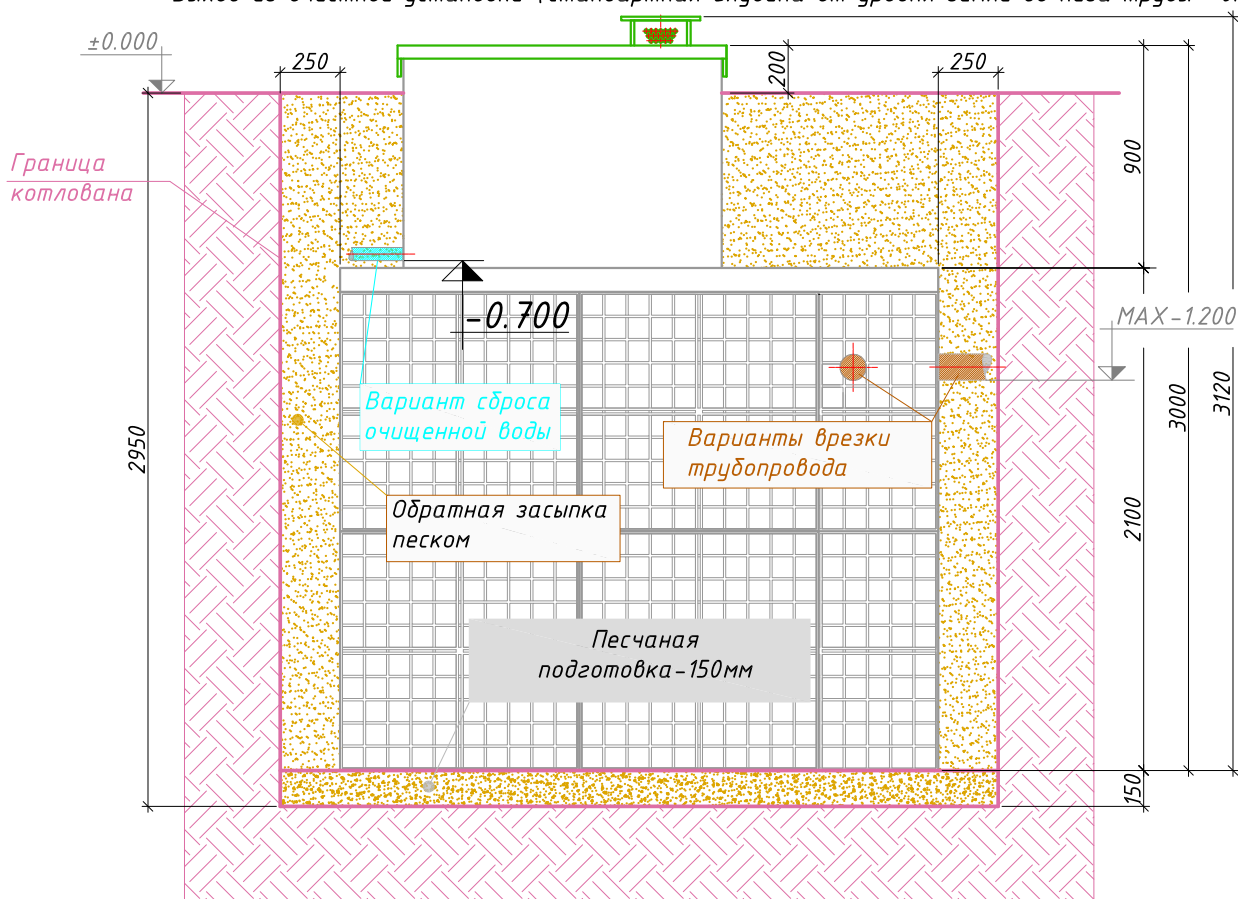 ±0.000
250
200
250
Граница
котлована
900
-0.700
MAX-1.200
3000
3120
2950
Вариант сброса
очищенной воды
Варианты врезки
трубопровода
Обратная засыпка
песком
2100
Песчаная
подготовка-150мм
150